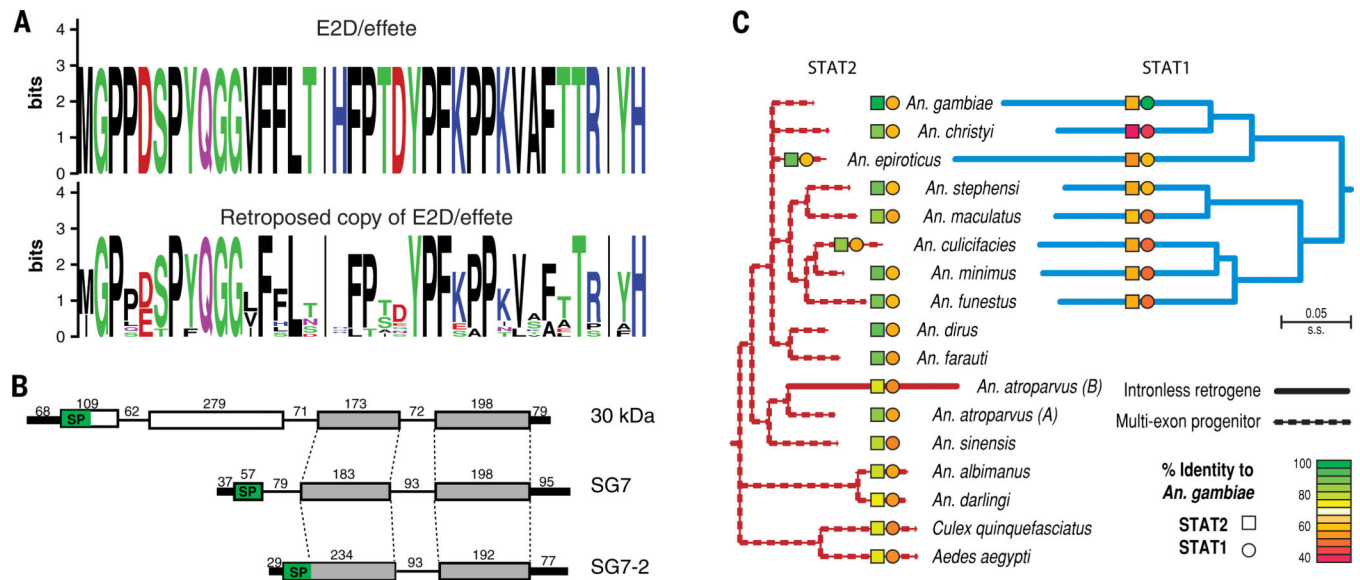 A
E2D/effete
bits
4
3
2
1
0
MGPPDSPYQGGVFFLTIHFPTDYPFKPPKVAFTTRIYH
Retroposed copy of E2D/effete
bits
4
3
2
1
0
B
68 109 62 279 71 173 72 198 79
SP
30 kDa
37 57 79 183 93 198 95
SP
SG7
29 234 93 192 77
SP
SG7-2
C
STAT2 STAT1
An. gambiae
An. christyi
An. epiroticus
An. stephensi
An. maculatus
An. culicifacies
An. minimus
An. funestus
An. dirus
An. farauti
An. atroparvus (B)
An. atroparvus (A)
An. sinensis
An. albimanus
An. darlingi
Culex quinquefasciatus
Aedes aegypti
0.05
s.s.
Intronless retrogene
Multi-exon progenitor
% Identity to
An. gambiae
STAT2
STAT1
100
80
60
40